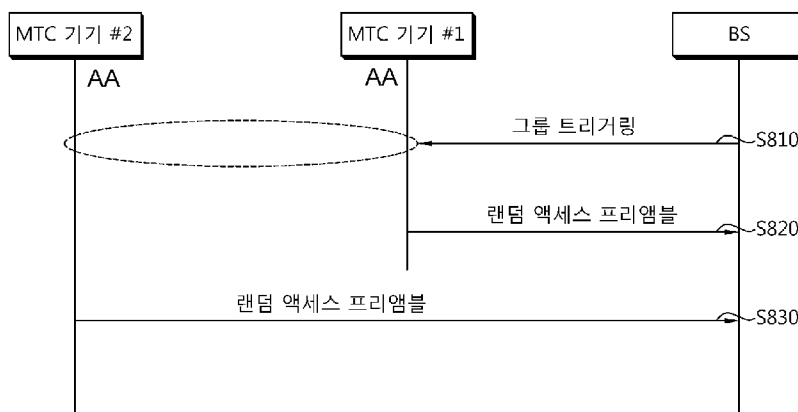 MTC 기기 #2
MTC 기기 #1
BS
AA
AA
그룹 트리거링
S810
랜덤 액세스 프리앰블
S820
랜덤 액세스 프리앰블
S830